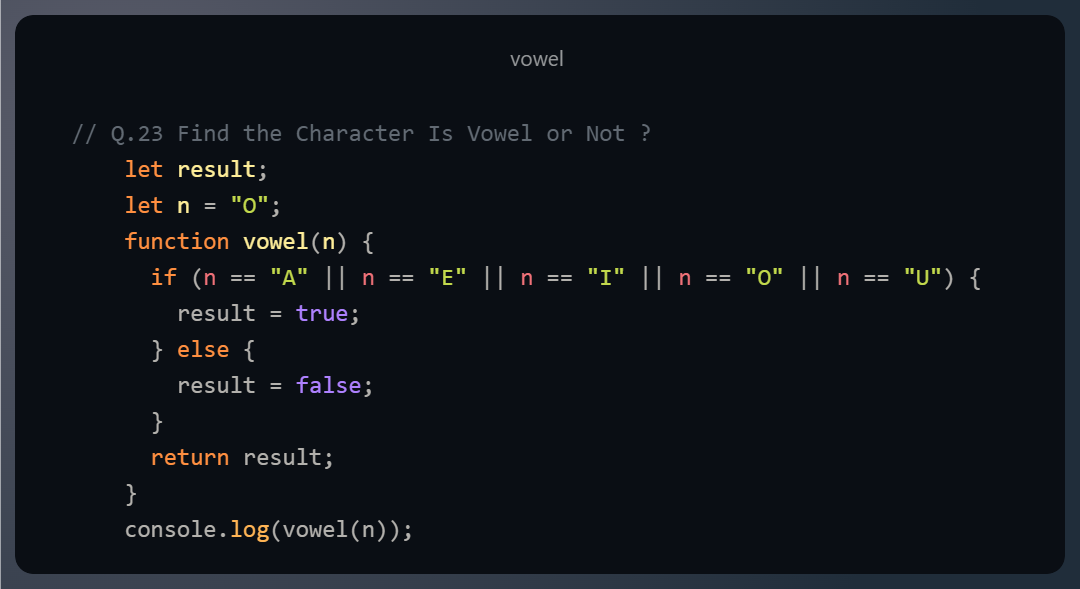 vowel
// Q.23 Find the Character Is Vowel or Not ?
    let result;
    let n = "O";
    function vowel(n) {
      if (n == "A" || n == "E" || n == "I" || n == "O" || n == "U") {
        result = true;
      } else {
        result = false;
      }
      return result;
    }
    console.log(vowel(n));